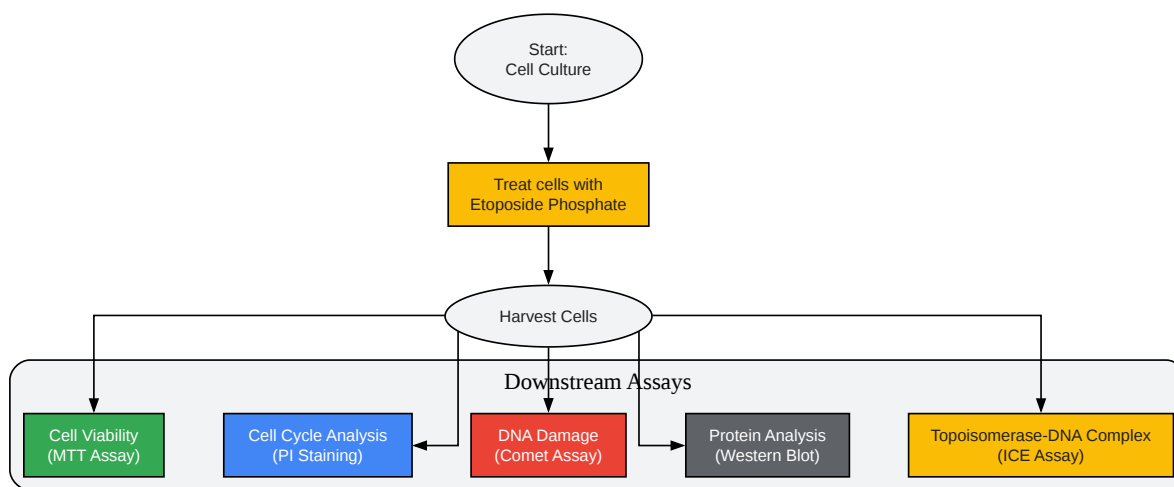 Start:
Cell Culture
Treat cells with
Etoposide Phosphate
Harvest Cells
Downstream Assays
Cell Viability
(MTT Assay)
Cell Cycle Analysis
(PI Staining)
DNA Damage
(Comet Assay)
Protein Analysis
(Western Blot)
Topoisomerase-DNA Complex
(ICE Assay)